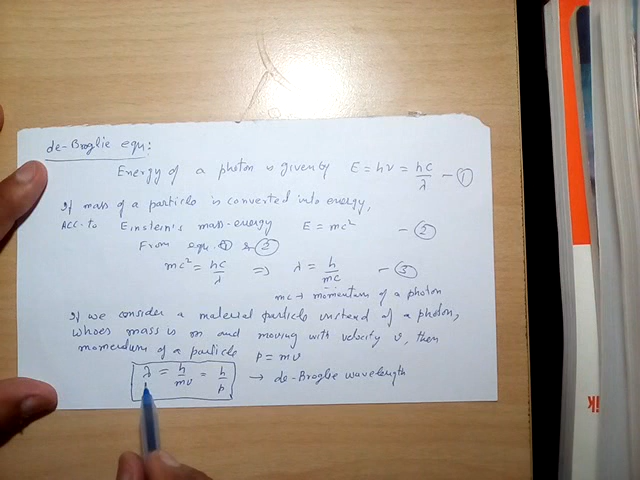 de-Broglie eqn:
Energy of a photon is given by E = hν = hc/λ - ①
If mass of a particle is converted into energy,
Acc. to Einstein's mass-energy E = mc² - ②
From equ. ① & ②
mc² = hc/λ ⇒ λ = h/mc - ③
mc → momentum of a photon
If we consider a material particle instead of a photon,
whoes mass is m and moving with velocity v, then
momentum of a particle p = mv
λ = h/mv = h/p → de-Broglie wavelength
ik